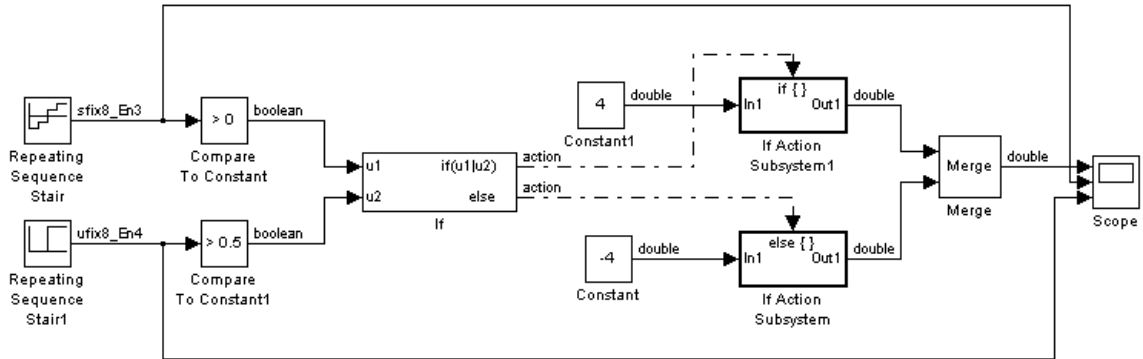 if { }
4
double
In1
Out1
double
sfix8_En3
> 0
boolean
Constant1
If Action
Subsystem1
Repeating
Sequence
Stair
Compare
To Constant
u1
if(u1|u2)
action
Merge
double
u2
else
action
If
Merge
Scope
ufix8_En4
> 0.5
boolean
-4
double
else { }
In1
Out1
double
Repeating
Sequence
Stair1
Compare
To Constant1
Constant
If Action
Subsystem